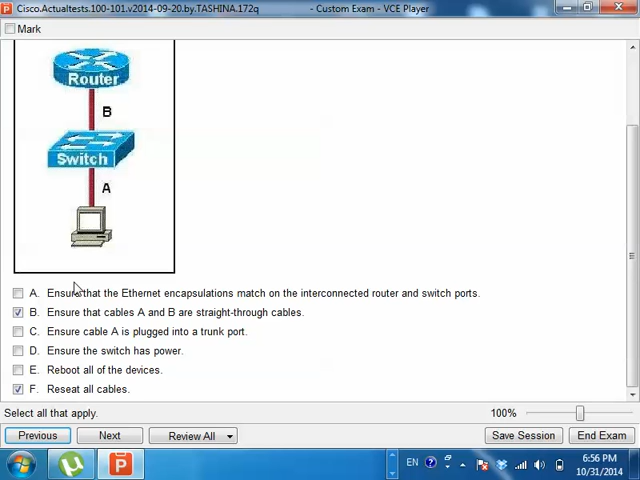 Cisco.Actualtests.100-101.v2014-09-20.by.TASHINA.172q - Custom Exam - VCE Player
Mark
Router
B
Switch
A
A. Ensure that the Ethernet encapsulations match on the interconnected router and switch ports.
B. Ensure that cables A and B are straight-through cables.
C. Ensure cable A is plugged into a trunk port.
D. Ensure the switch has power.
E. Reboot all of the devices.
F. Reseat all cables.
Select all that apply. 100%
Previous Next Review All Save Session End Exam
EN 6:56 PM
10/31/2014